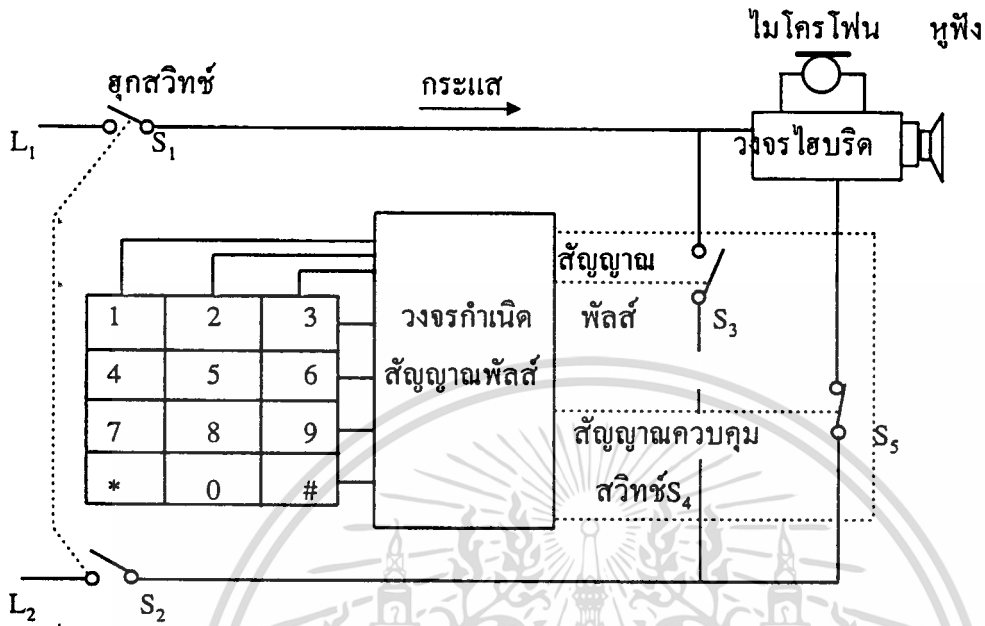 ไมโครโฟน หูฟัง
ฮุกสวิทช์
กระแส
L1 S1
วงจรไฮบริด
สัญญาณ
พัลส์
S3
1 2 3
4 5 6
7 8 9
* 0 #
วงจรกำเนิด
สัญญาณพัลส์
สัญญาณควบคุม
สวิทช์S4
S5
L2 S2